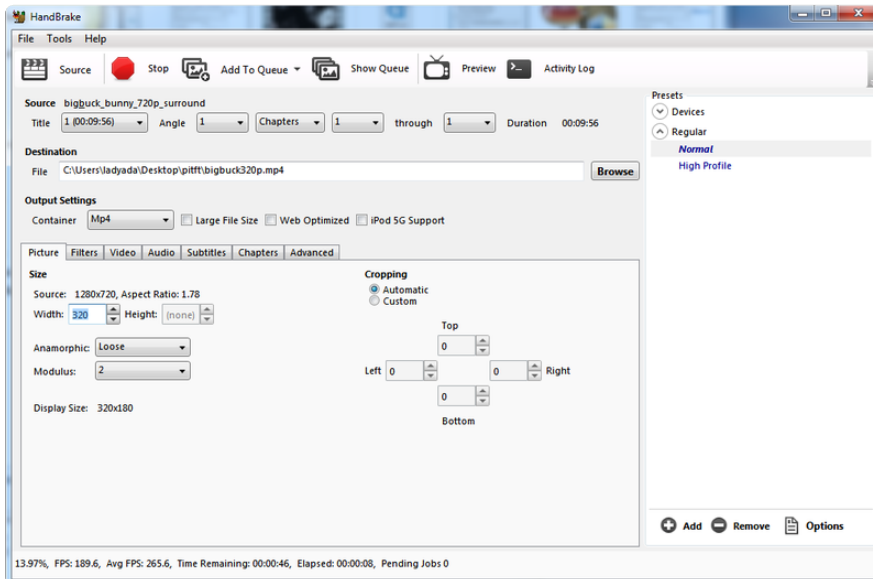 HandBrake
File Tools Help
Source Stop Add To Queue Show Queue Preview Activity Log
Source bigbuck_bunny_720p_surround
Title 1 (00:09:56) Angle 1 Chapters 1 through 1 Duration 00:09:56
Destination
File C:\Users\ladyada\Desktop\pitft\bigbuck320p.mp4 Browse
Output Settings
Container Mp4 Large File Size Web Optimized iPod 5G Support
Picture Filters Video Audio Subtitles Chapters Advanced
Size
Source: 1280x720, Aspect Ratio: 1.78
Width: 320 Height: (none)
Anamorphic: Loose
Modulus: 2
Display Size: 320x180
Cropping
Automatic
Custom
Top
0
Left 0 0 Right
0
Bottom
Presets
Devices
Regular
Normal
High Profile
Add Remove Options
13.97%, FPS: 189.6, Avg FPS: 265.6, Time Remaining: 00:00:46, Elapsed: 00:00:08, Pending Jobs 0